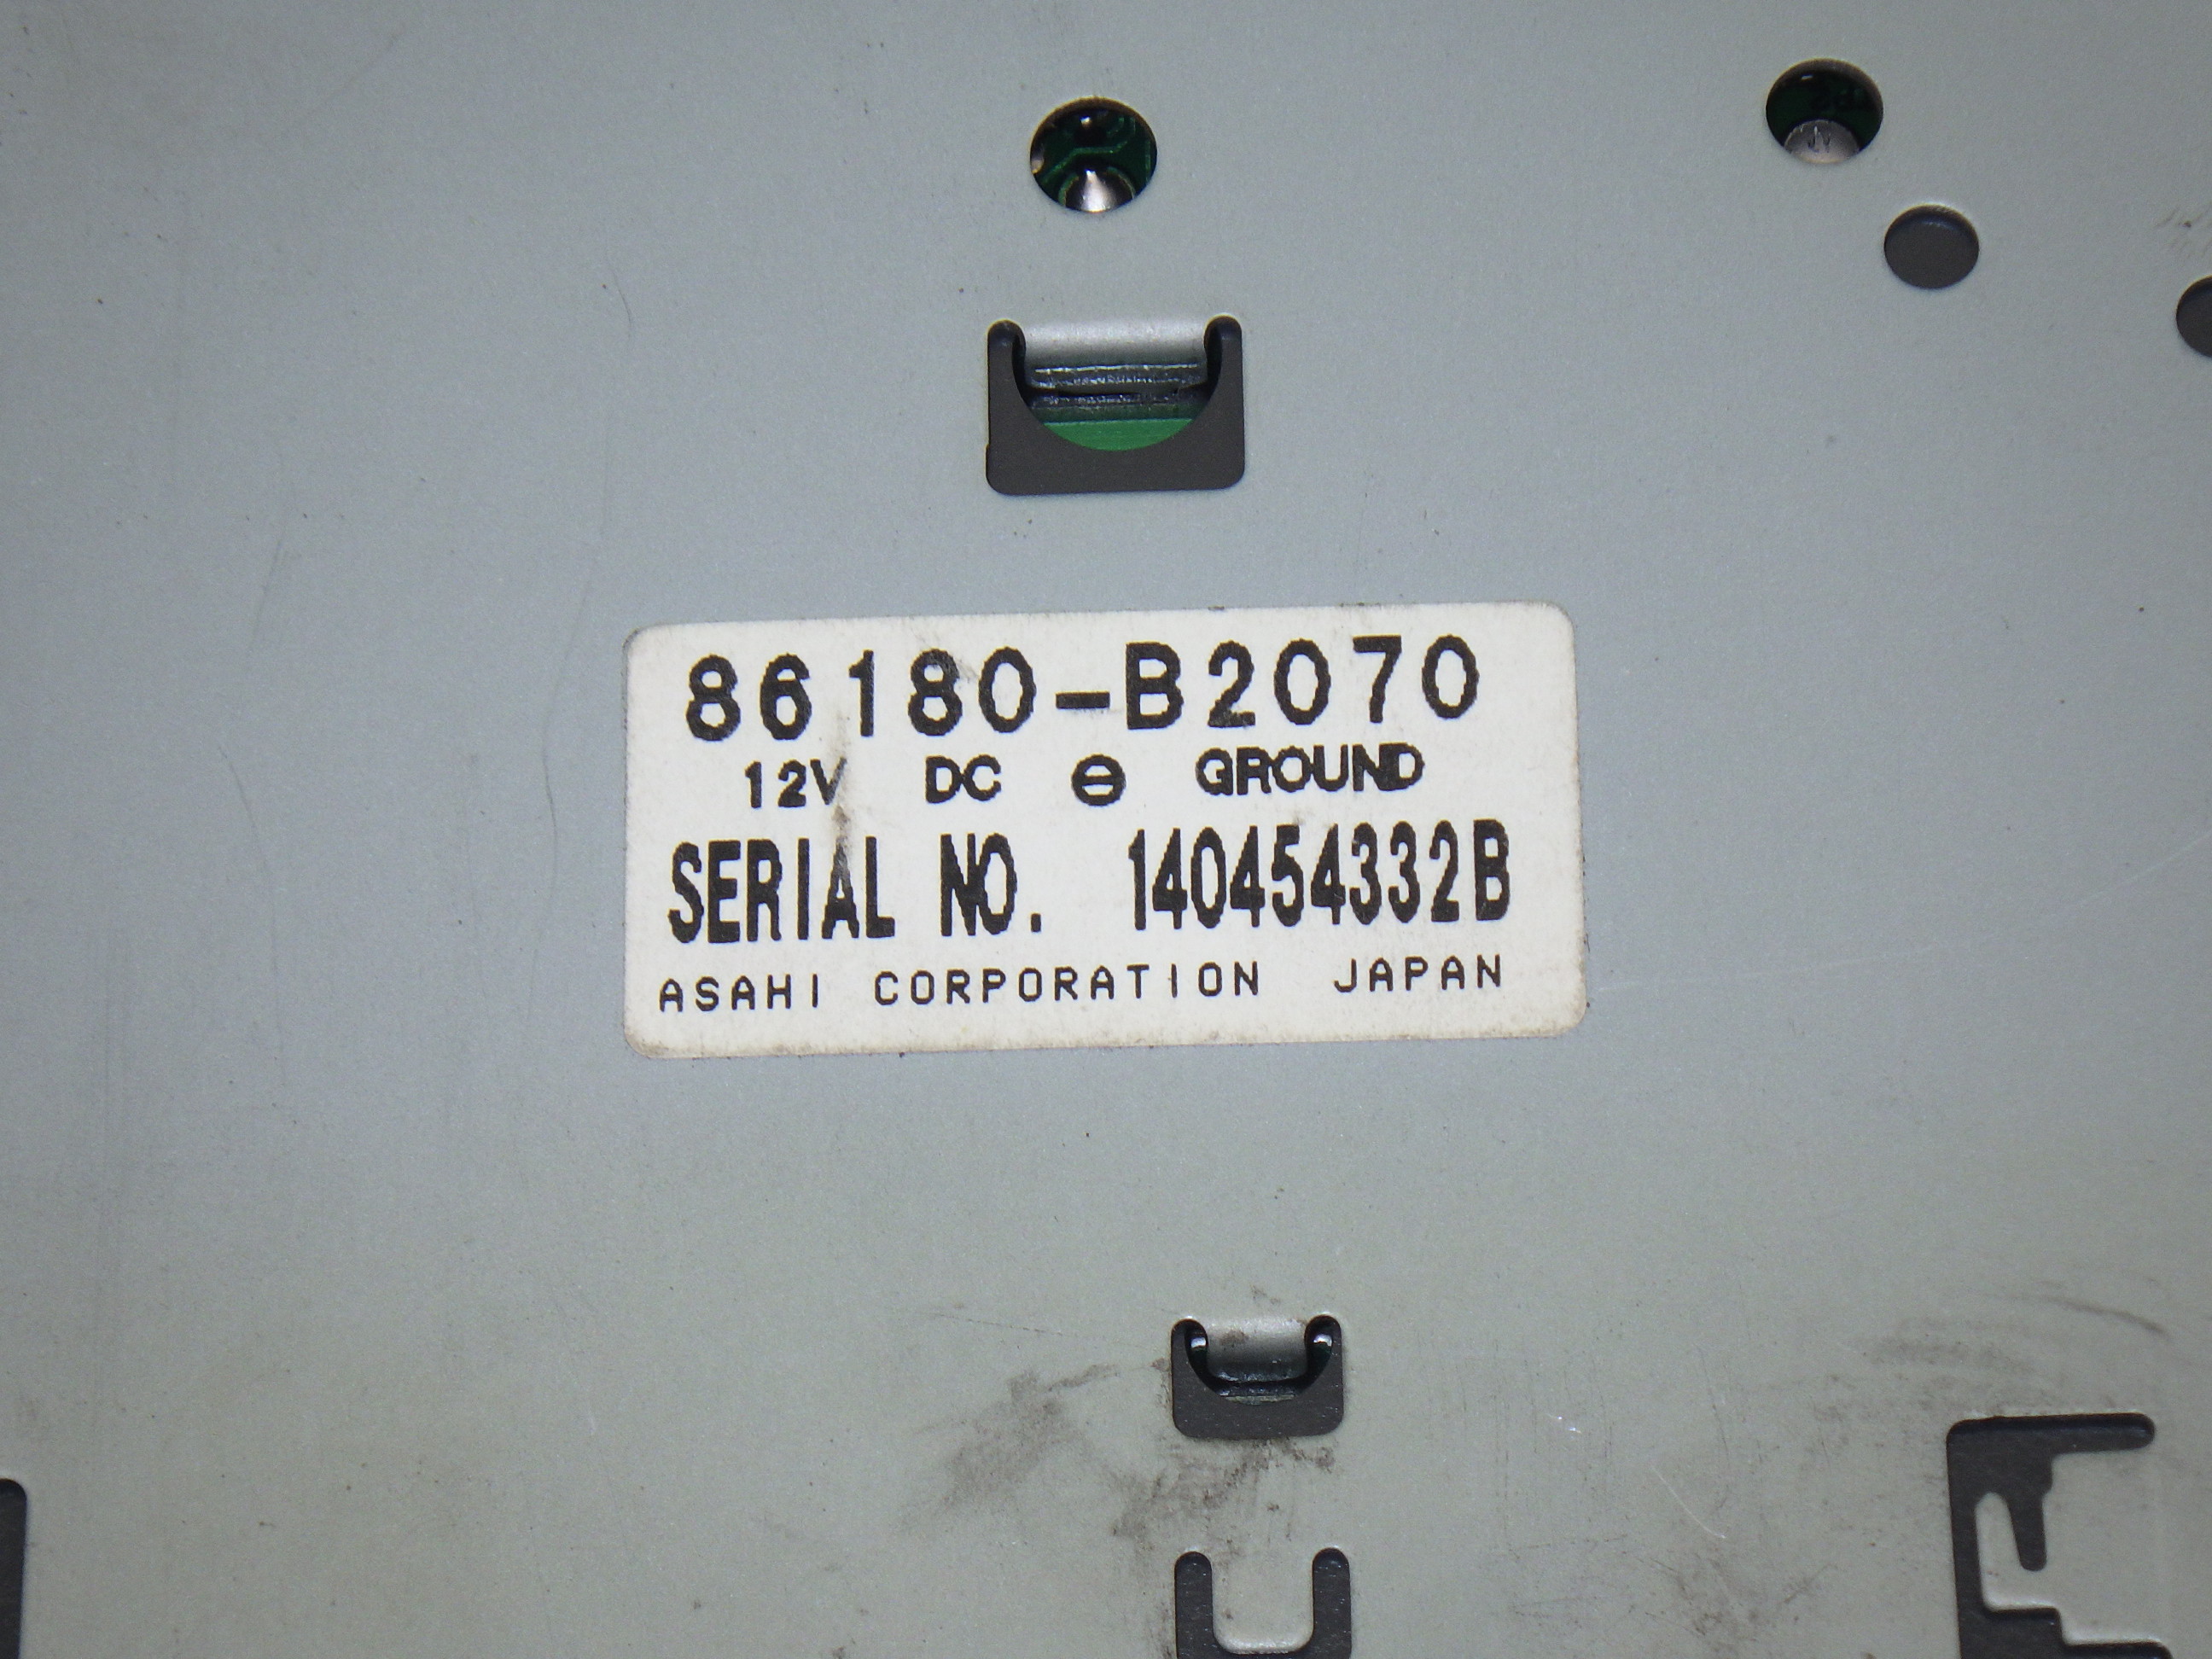 86180-B2070
12V DC ⊖ GROUND
SERIAL NO. 140454332B
ASAHI CORPORATION JAPAN